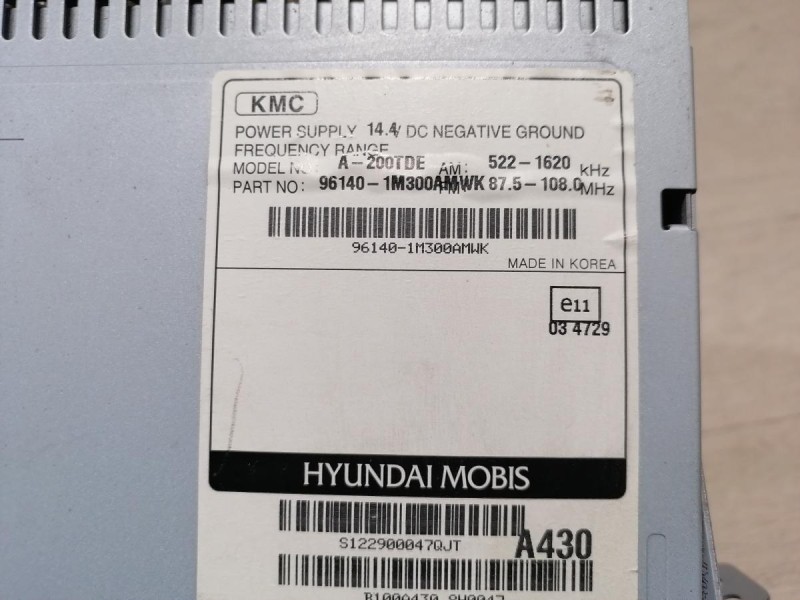 KMC
POWER SUPPLY 14.4V DC NEGATIVE GROUND
FREQUENCY RANGE
MODEL NO: A-200TDE AM: 522-1620 kHz
PART NO: 96140-1M300AMWK FM 87.5-108.0 MHz
96140-1M300AMWK
MADE IN KOREA
e11
03 4729
HYUNDAI MOBIS
S122900047QJT
A430